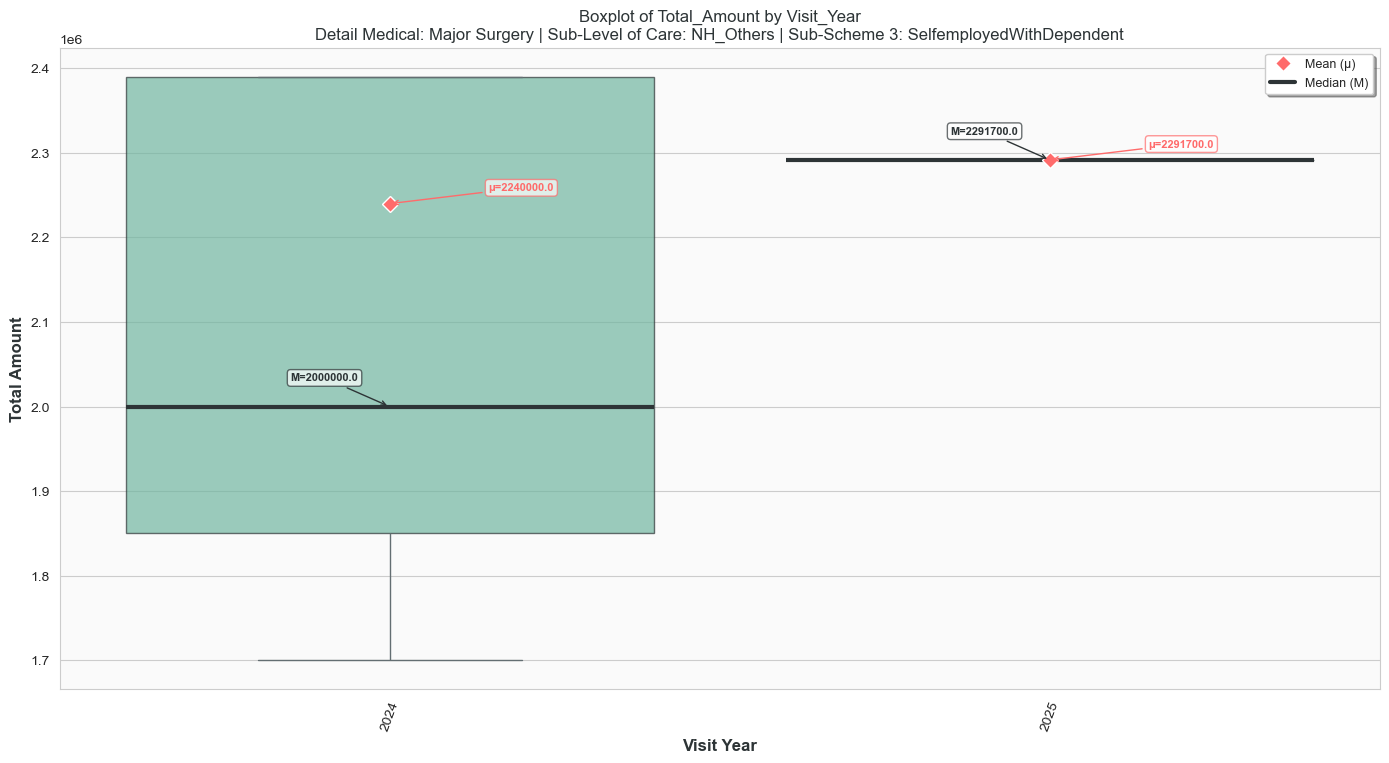 Boxplot of Total_Amount by Visit_Year
Detail Medical: Major Surgery | Sub-Level of Care: NH_Others | Sub-Scheme 3: SelfemployedWithDependent
1e6
Mean (μ)
Median (M)
2.4
2.3
2.2
2.1
2.0
1.9
1.8
1.7
Total Amount
M=2291700.0
μ=2291700.0
μ=2240000.0
M=2000000.0
2024
2025
Visit Year